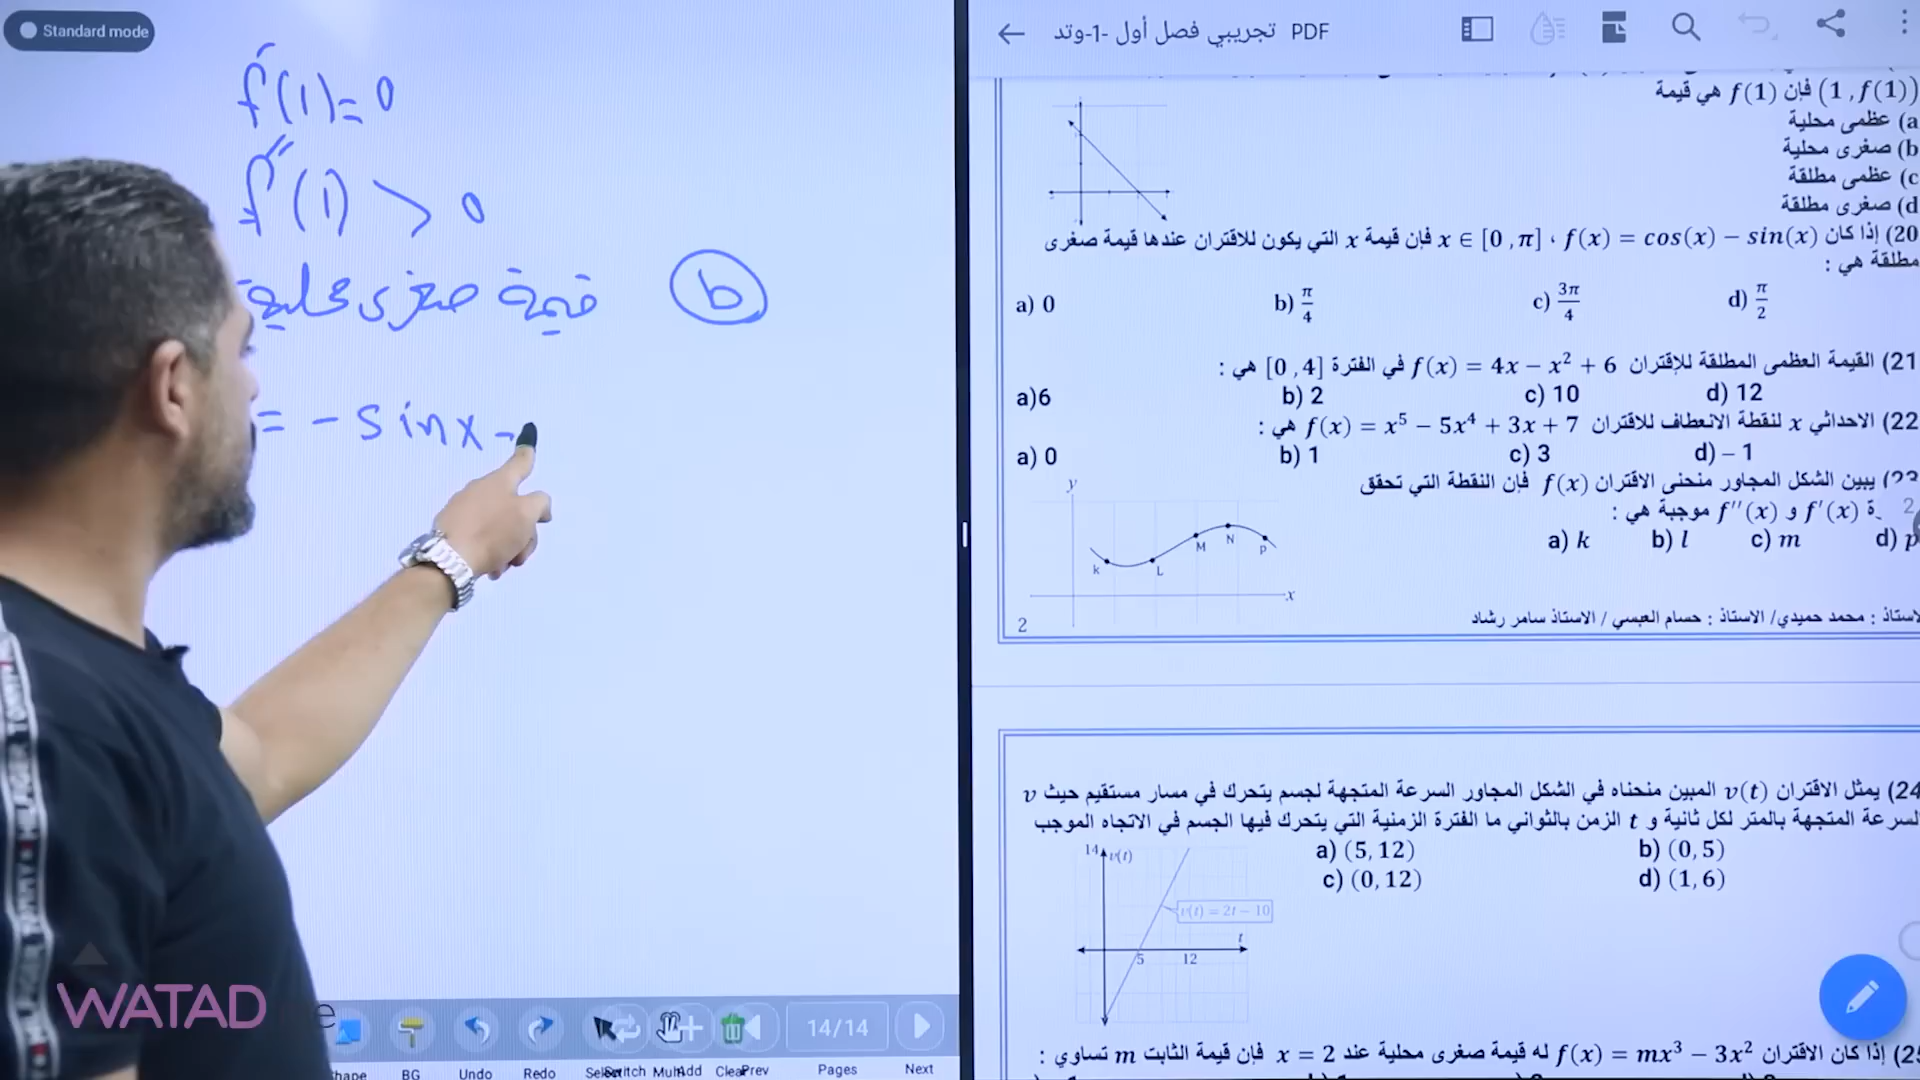 Standard mode
f'(1)=0
f''(1) > 0
قيمة صغرى محلية (b)
= - sin x -
WATAD
BG
Undo
Redo
Clear
Prev
14/14
Pages
Next
تجريبي فصل أول -1-وتد PDF
(1, f(1)) فإن f(1) هي قيمة
a) عظمى محلية
b) صغرى محلية
c) عظمى مطلقة
d) صغرى مطلقة
20) إذا كان f(x) = cos(x) − sin(x) ، x ∈ [0, π] فإن قيمة x التي يكون للاقتران عندها قيمة صغرى
مطلقة هي :
a) 0 b) π/4 c) 3π/4 d) π/2
21) القيمة العظمى المطلقة للإقتران f(x) = 4x − x² + 6 في الفترة [0, 4] هي :
a)6 b) 2 c) 10 d) 12
22) الاحداثي x لنقطة الانعطاف للاقتران f(x) = x⁵ − 5x⁴ + 3x + 7 هي :
a) 0 b) 1 c) 3 d) – 1
يبين الشكل المجاور منحنى الاقتران f(x) فإن النقطة التي تحقق
f'(x) و f''(x) موجبة هي :
a) k b) l c) m d) p
y
k L M N p
x
2
الاستاذ : محمد حميدي/ الاستاذ : حسام العبسي / الاستاذ سامر رشاد
24) يمثل الاقتران v(t) المبين منحناه في الشكل المجاور السرعة المتجهة لجسم يتحرك في مسار مستقيم حيث v
السرعة المتجهة بالمتر لكل ثانية و t الزمن بالثواني ما الفترة الزمنية التي يتحرك فيها الجسم في الاتجاه الموجب
a) (5, 12) b) (0, 5)
c) (0, 12) d) (1, 6)
14 v(t)
v(t) = 2t − 10
t
5 12
25) إذا كان الاقتران f(x) = mx³ − 3x² له قيمة صغرى محلية عند x = 2 فإن قيمة الثابت m تساوي :